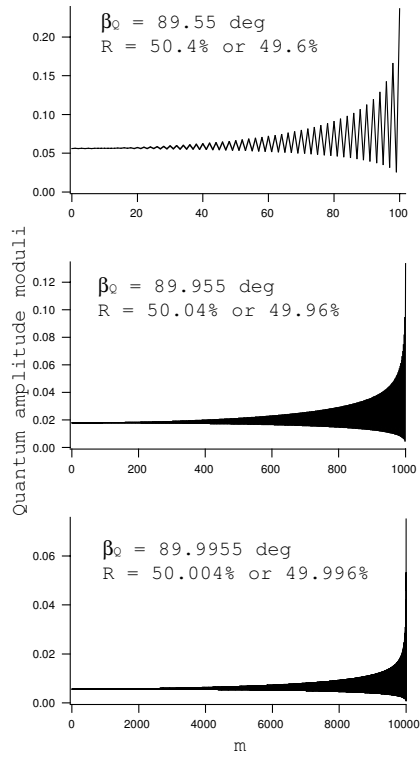 βQ = 89.55 deg
R = 50.4% or 49.6%
0.20
0.15
0.10
0.05
0.00
0 20 40 60 80 100
Quantum amplitude moduli
βQ = 89.955 deg
R = 50.04% or 49.96%
0.12
0.10
0.08
0.06
0.04
0.02
0.00
0 200 400 600 800 1000
βQ = 89.9955 deg
R = 50.004% or 49.996%
0.06
0.04
0.02
0.00
0 2000 4000 6000 8000 10000
m